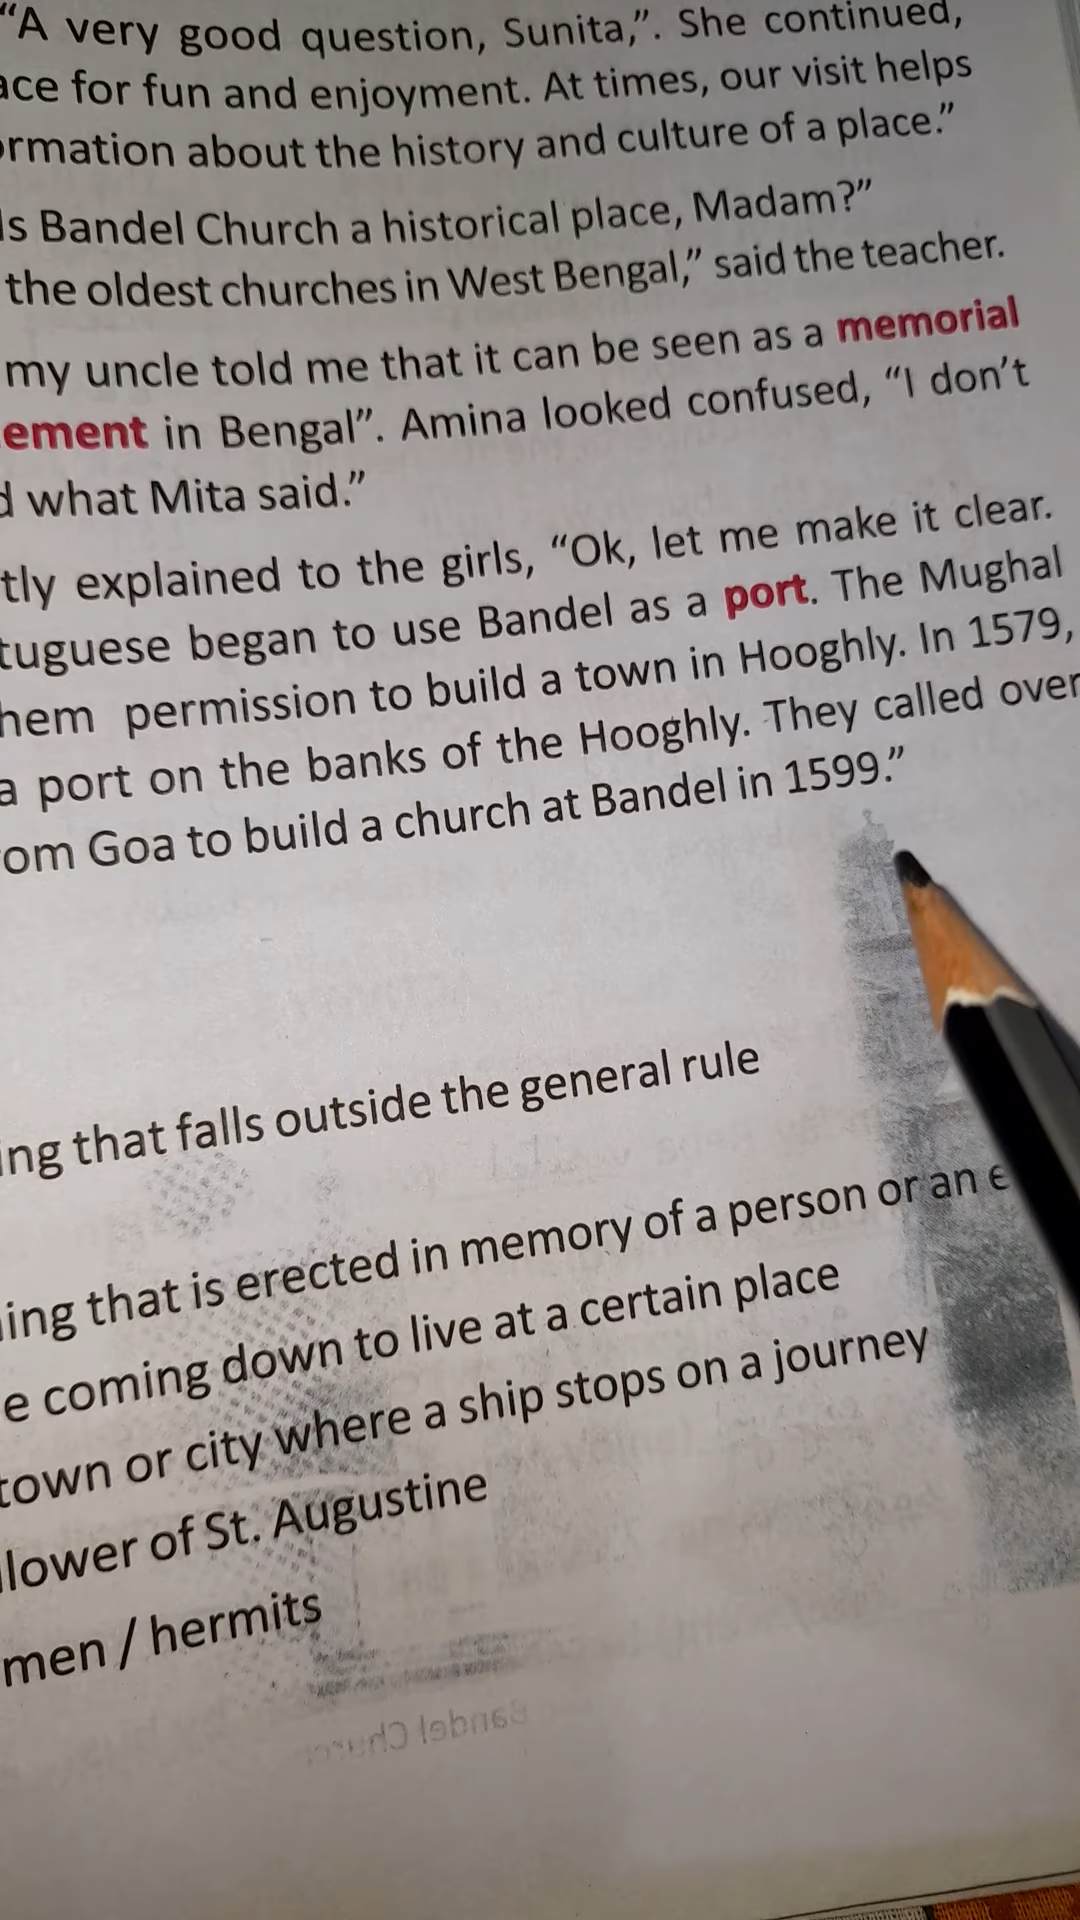 “A very good question, Sunita,”. She continued,
ace for fun and enjoyment. At times, our visit helps
ormation about the history and culture of a place.”
Is Bandel Church a historical place, Madam?”
the oldest churches in West Bengal,” said the teacher.
my uncle told me that it can be seen as a memorial
ement in Bengal”. Amina looked confused, “I don’t
d what Mita said.”
tly explained to the girls, “Ok, let me make it clear.
tuguese began to use Bandel as a port. The Mughal
hem permission to build a town in Hooghly. In 1579,
a port on the banks of the Hooghly. They called over
rom Goa to build a church at Bandel in 1599.”
ing that falls outside the general rule
ing that is erected in memory of a person or an e
e coming down to live at a certain place
town or city where a ship stops on a journey
llower of St. Augustine
men / hermits